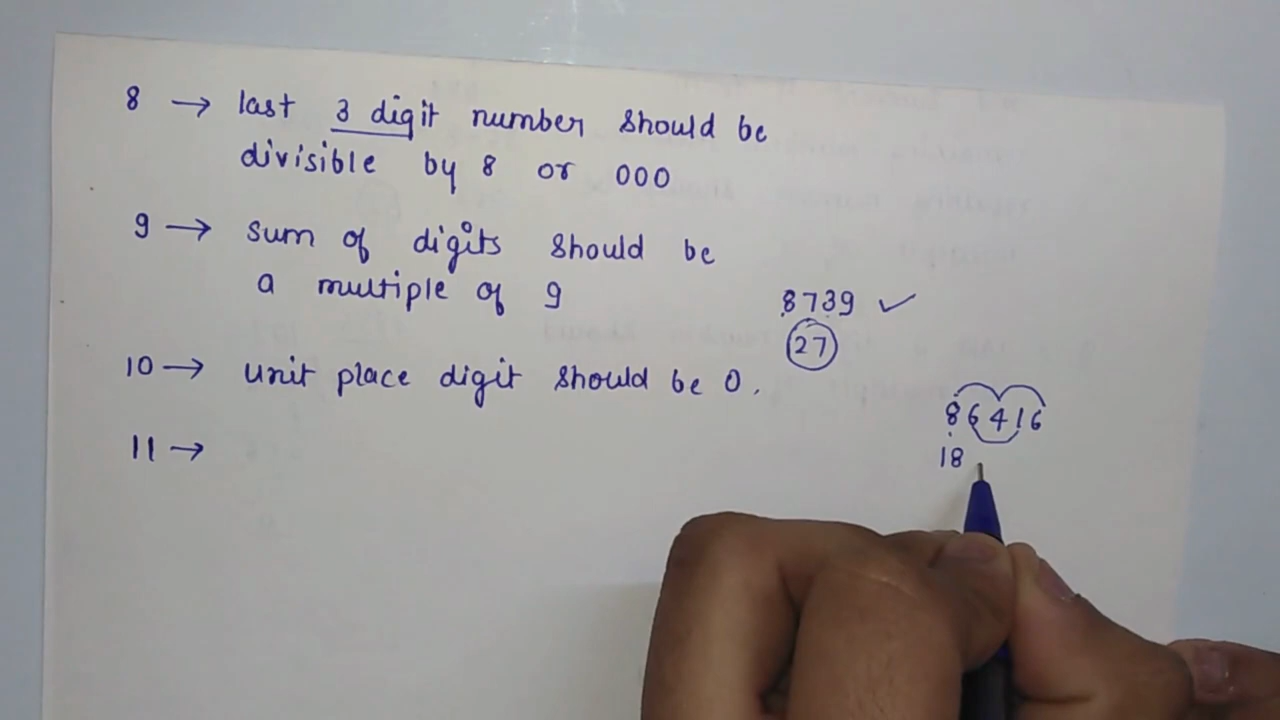 8 → last 3 digit number should be
divisible by 8 or 000
9 → sum of digits should be
a multiple of 9
8739 ✓
27
10 → unit place digit should be 0.
86416
11 →
18